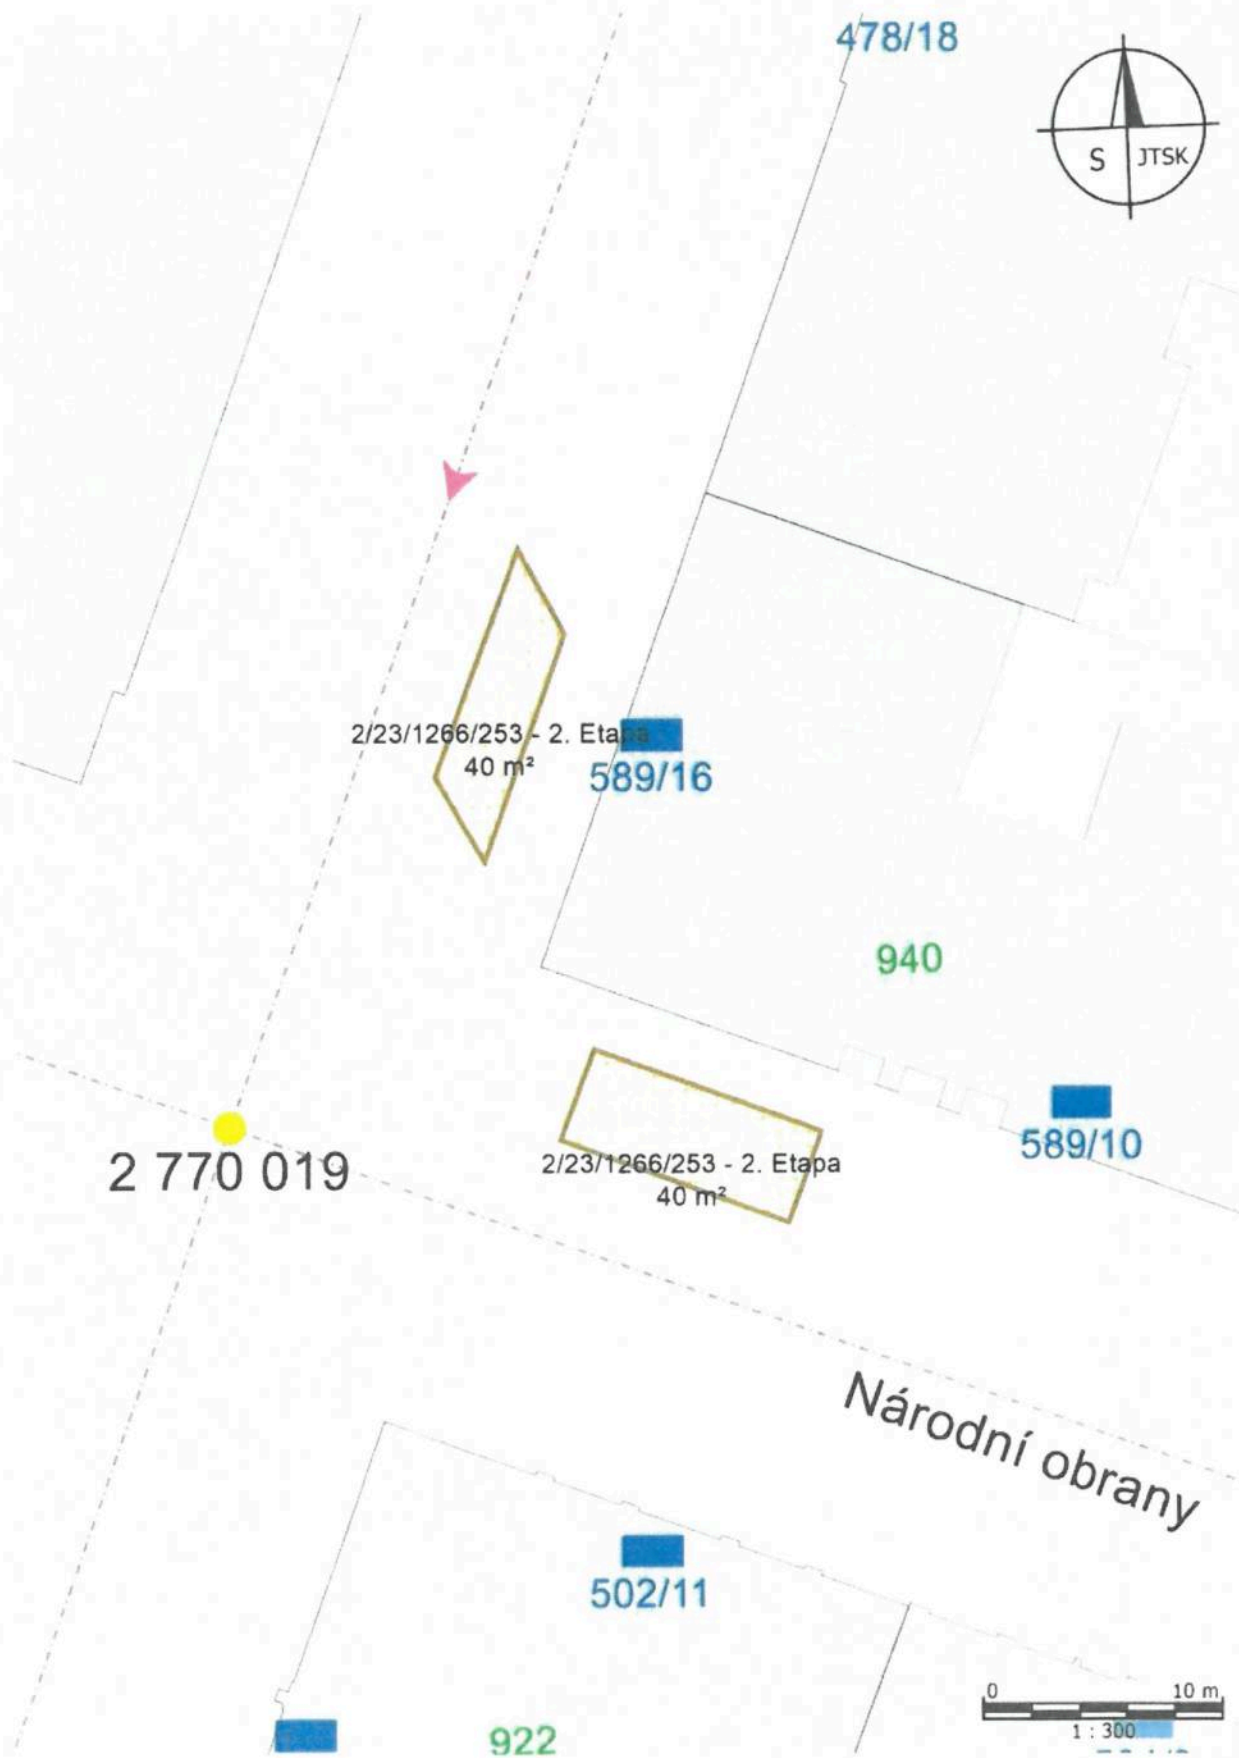 478/18
S JTSK
2/23/1266/253 - 2. Etapa
40 m²
589/16
940
589/10
2 770 019
2/23/1266/253 - 2. Etapa
40 m²
Národní obrany
502/11
0 10 m
1 : 300
922